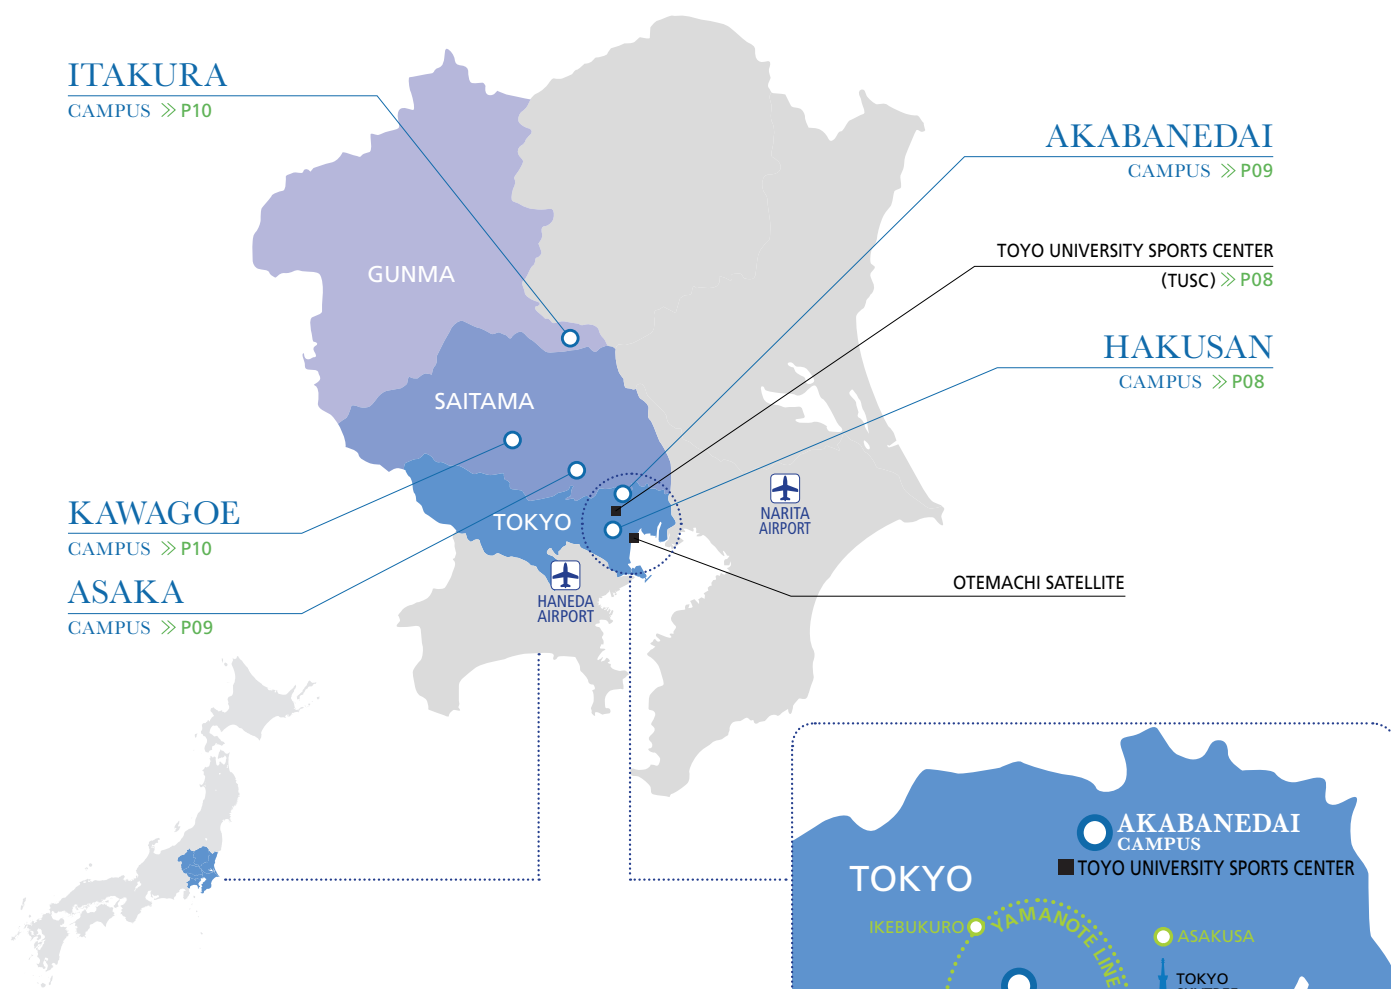 ITAKURA
CAMPUS >> P10
AKABANEDAI
CAMPUS >> P09
TOYO UNIVERSITY SPORTS CENTER
(TUSC) >> P08
GUNMA
HAKUSAN
CAMPUS >> P08
SAITAMA
KAWAGOE
CAMPUS >> P10
TOKYO
NARITA
AIRPORT
ASAKA
CAMPUS >> P09
HANEDA
AIRPORT
OTEMACHI SATELLITE
AKABANEDAI
CAMPUS
TOYO UNIVERSITY SPORTS CENTER
TOKYO
IKEBUKURO
YAMANOTE LINE
ASAKUSA
TOKYO